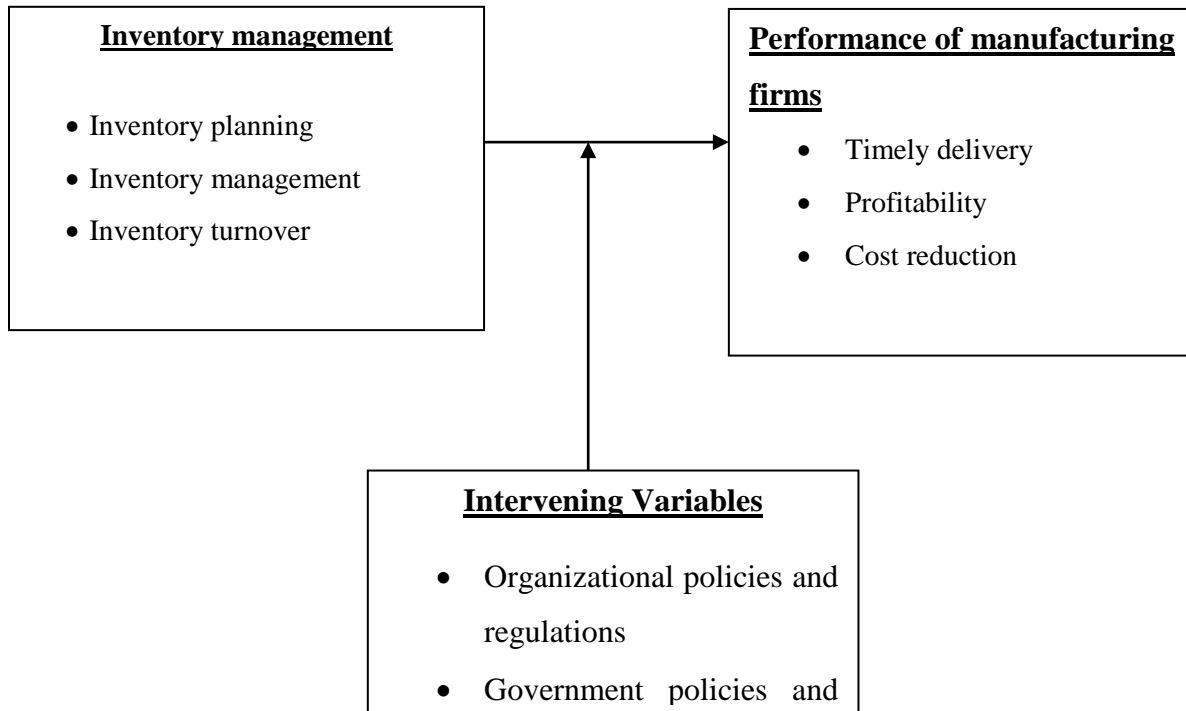 Inventory management
• Inventory planning
• Inventory management
• Inventory turnover
Performance of manufacturing
firms
• Timely delivery
• Profitability
• Cost reduction
Intervening Variables
• Organizational policies and
regulations
• Government policies and